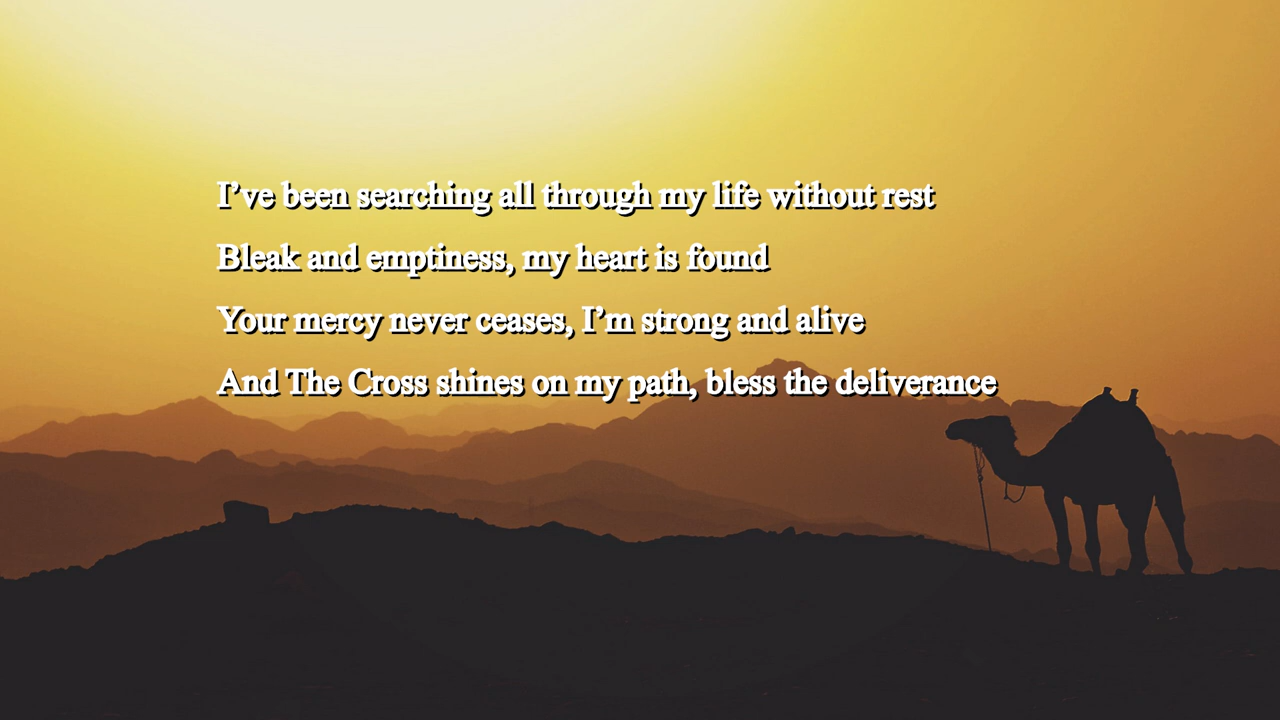 I’ve been searching all through my life without rest
Bleak and emptiness, my heart is found
Your mercy never ceases, I’m strong and alive
And The Cross shines on my path, bless the deliverance